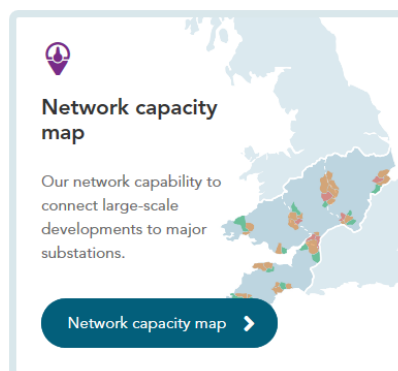 Network capacity
map
Our network capability to
connect large-scale
developments to major
substations.
Network capacity map